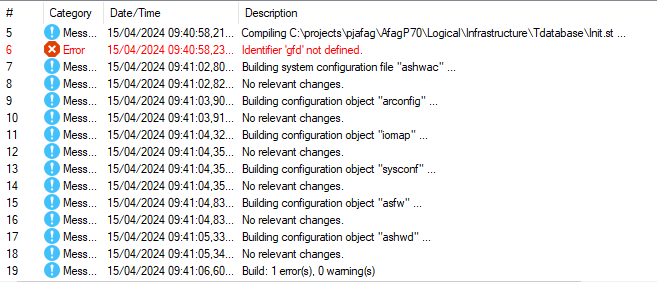 # Category Date/Time Description
5 Mess... 15/04/2024 09:40:58,21... Compiling C:\projects\pjafag\AfagP70\Logical\Infrastructure\Tdatabase\Init.st ...
6 Error 15/04/2024 09:40:58,23... Identifier 'gfd' not defined.
7 Mess... 15/04/2024 09:41:02,80... Building system configuration file "ashwac" ...
8 Mess... 15/04/2024 09:41:02,82... No relevant changes.
9 Mess... 15/04/2024 09:41:03,90... Building configuration object "arconfig" ...
10 Mess... 15/04/2024 09:41:03,91... No relevant changes.
11 Mess... 15/04/2024 09:41:04,32... Building configuration object "iomap" ...
12 Mess... 15/04/2024 09:41:04,35... No relevant changes.
13 Mess... 15/04/2024 09:41:04,35... Building configuration object "sysconf" ...
14 Mess... 15/04/2024 09:41:04,35... No relevant changes.
15 Mess... 15/04/2024 09:41:04,83... Building configuration object "asfw" ...
16 Mess... 15/04/2024 09:41:04,83... No relevant changes.
17 Mess... 15/04/2024 09:41:05,33... Building configuration object "ashwd" ...
18 Mess... 15/04/2024 09:41:05,34... No relevant changes.
19 Mess... 15/04/2024 09:41:06,60... Build: 1 error(s), 0 warning(s)